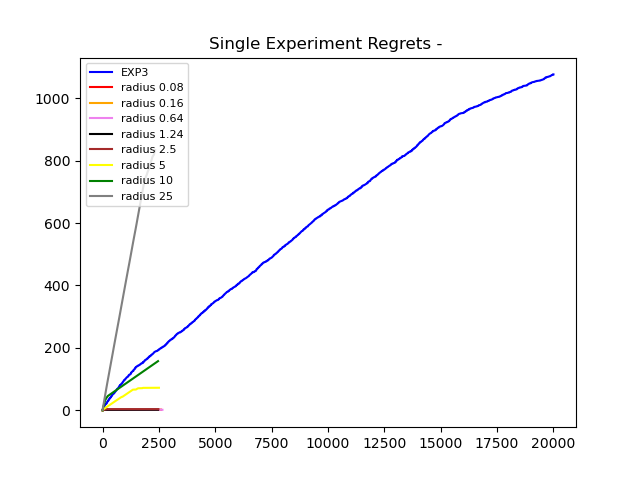 Single Experiment Regrets -
1000
800
600
400
200
0
EXP3
radius 0.08
radius 0.16
radius 0.64
radius 1.24
radius 2.5
radius 5
radius 10
radius 25
0 2500 5000 7500 10000 12500 15000 17500 20000